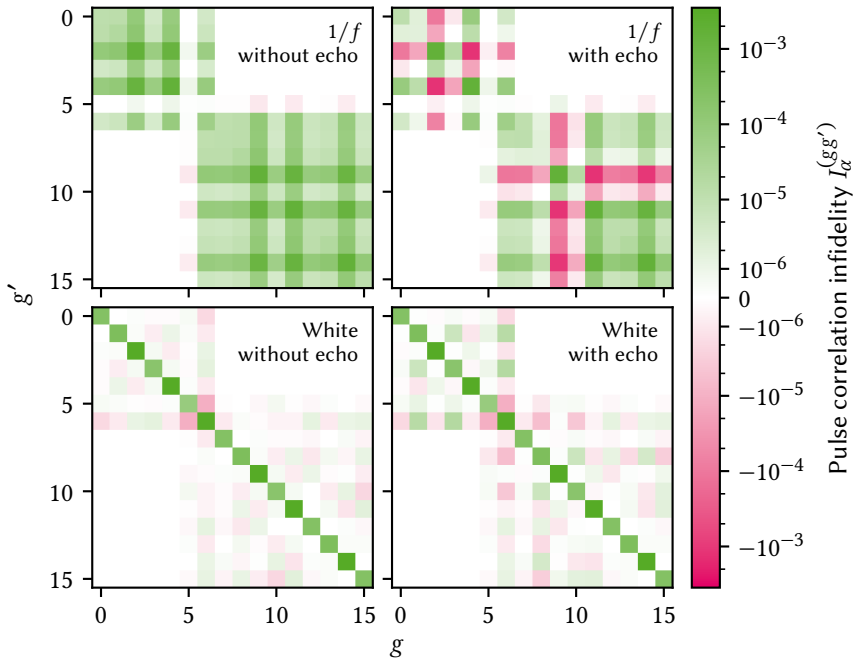 0
5
10
15
1/f
without echo
1/f
with echo
0
5
10
15
White
without echo
White
with echo
0
5
10
15
0
5
10
15
g′
g
10⁻³
10⁻⁴
10⁻⁵
10⁻⁶
0
−10⁻⁶
−10⁻⁵
−10⁻⁴
−10⁻³
Pulse correlation infidelity I_α^(gg′)